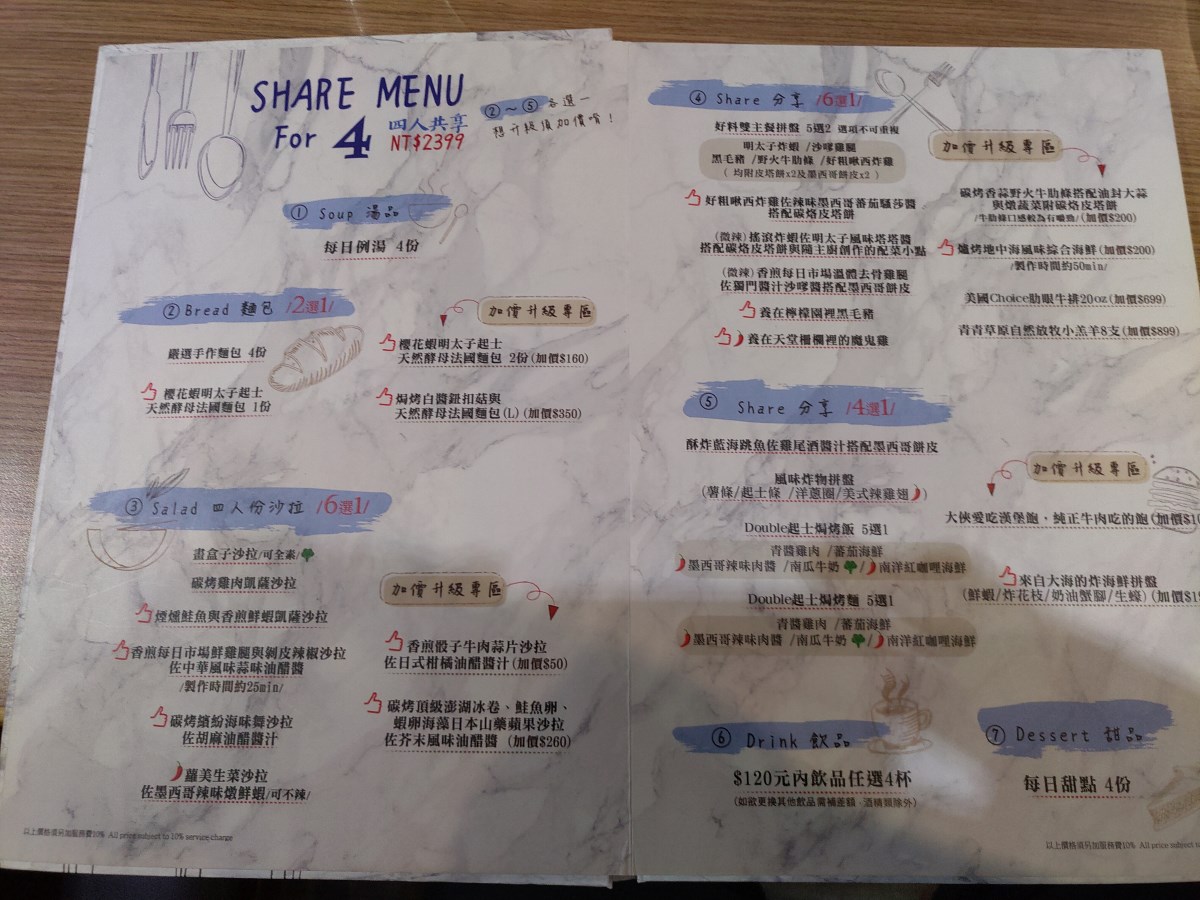 SHARE MENU
For 4 四人共享
NT$2399
②～⑤ 各選一
想升級須加價唷！
① Soup 湯品
每日例湯 4份
② Bread 麵包 /2選1/
嚴選手作麵包 4份
櫻花蝦明太子起士
天然酵母法國麵包 1份
加價升級專區
櫻花蝦明太子起士
天然酵母法國麵包 2份(加價$160)
焗烤白醬鈕扣菇與
天然酵母法國麵包(L)(加價$350)
③ Salad 四人份沙拉 /6選1/
畫盒子沙拉/可全素/
碳烤雞肉凱薩沙拉
煙燻鮭魚與香煎鮮蝦凱薩沙拉
香煎每日市場鮮雞腿與剝皮辣椒沙拉
佐中華風味蒜味油醋醬
/製作時間約25min/
碳烤繽紛海味舞沙拉
佐胡麻油醋醬汁
蘿美生菜沙拉
佐墨西哥辣味燉鮮蝦/可不辣/
加價升級專區
香煎骰子牛肉蒜片沙拉
佐日式柑橘油醋醬汁(加價$50)
碳烤頂級澎湖冰卷、鮭魚卵、
蝦卵海藻日本山藥蘋果沙拉
佐芥末風味油醋醬 (加價$260)
以上價格須另加服務費10% All price subject to 10% service charge
④ Share 分享 /6選1/
好料雙主餐拼盤 5選2 選項不可重複
明太子炸蝦 /沙嗲雞腿
黑毛豬 /野火牛肋條 /好粗啾西炸雞
( 均附皮塔餅x2及墨西哥餅皮x2 )
好粗啾西炸雞佐辣味墨西哥蕃茄騷莎醬
搭配碳烙皮塔餅
(微辣)搖滾炸蝦佐明太子風味塔塔醬
搭配碳烙皮塔餅與隨主廚創作的配菜小點
(微辣)香煎每日市場溫體去骨雞腿
佐獨門醬汁沙嗲醬搭配墨西哥餅皮
養在檸檬園裡黑毛豬
養在天堂柵欄裡的魔鬼雞
加價升級專區
碳烤香蒜野火牛肋條搭配油封大蒜
與燉蔬菜附碳烙皮塔餅
/牛肋條口感較為有嚼勁/(加價$200)
爐烤地中海風味綜合海鮮(加價$200)
/製作時間約50min/
美國Choice肋眼牛排20oz(加價$699)
青青草原自然放牧小羔羊8支(加價$899)
⑤ Share 分享 /4選1/
酥炸藍海跳魚佐雞尾酒醬汁搭配墨西哥餅皮
風味炸物拼盤
(薯條/起士條 /洋蔥圈/美式辣雞翅)
Double起士焗烤飯 5選1
青醬雞肉 /蕃茄海鮮
墨西哥辣味肉醬 /南瓜牛奶 / 南洋紅咖哩海鮮
Double起士焗烤麵 5選1
青醬雞肉 /蕃茄海鮮
墨西哥辣味肉醬 /南瓜牛奶 / 南洋紅咖哩海鮮
加價升級專區
大俠愛吃漢堡飽，純正牛肉吃的飽(加價$10
來自大海的炸海鮮拼盤
(鮮蝦/炸花枝/奶油蟹腳/生蠔) (加價$19
⑥ Drink 飲品
$120元內飲品任選4杯
(如欲更換其他飲品需補差額，酒精類除外)
⑦ Dessert 甜品
每日甜點 4份
以上價格須另加服務費10% All price subject to